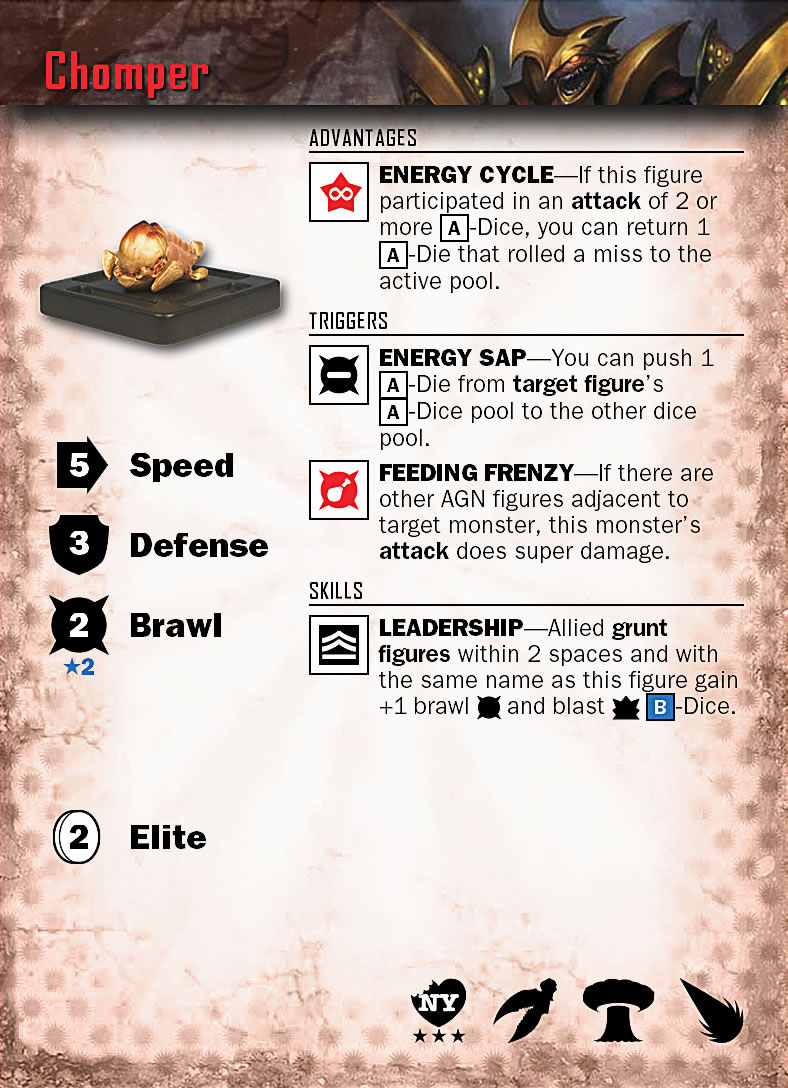 Chomper
ADVANTAGES
ENERGY CYCLE—If this figure
participated in an attack of 2 or
more A-Dice, you can return 1
A-Die that rolled a miss to the
active pool.
TRIGGERS
ENERGY SAP—You can push 1
A-Die from target figure's
A-Dice pool to the other dice
pool.
FEEDING FRENZY—If there are
other AGN figures adjacent to
target monster, this monster's
attack does super damage.
SKILLS
LEADERSHIP—Allied grunt
figures within 2 spaces and with
the same name as this figure gain
+1 brawl and blast B-Dice.
5 Speed
3 Defense
2 Brawl
★2
2 Elite
NY